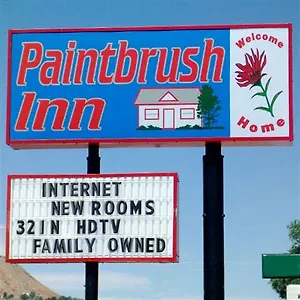 Paintbrush
Inn
Welcome
Home
INTERNET
NEW ROOMS
32IN HDTV
FAMILY OWNED